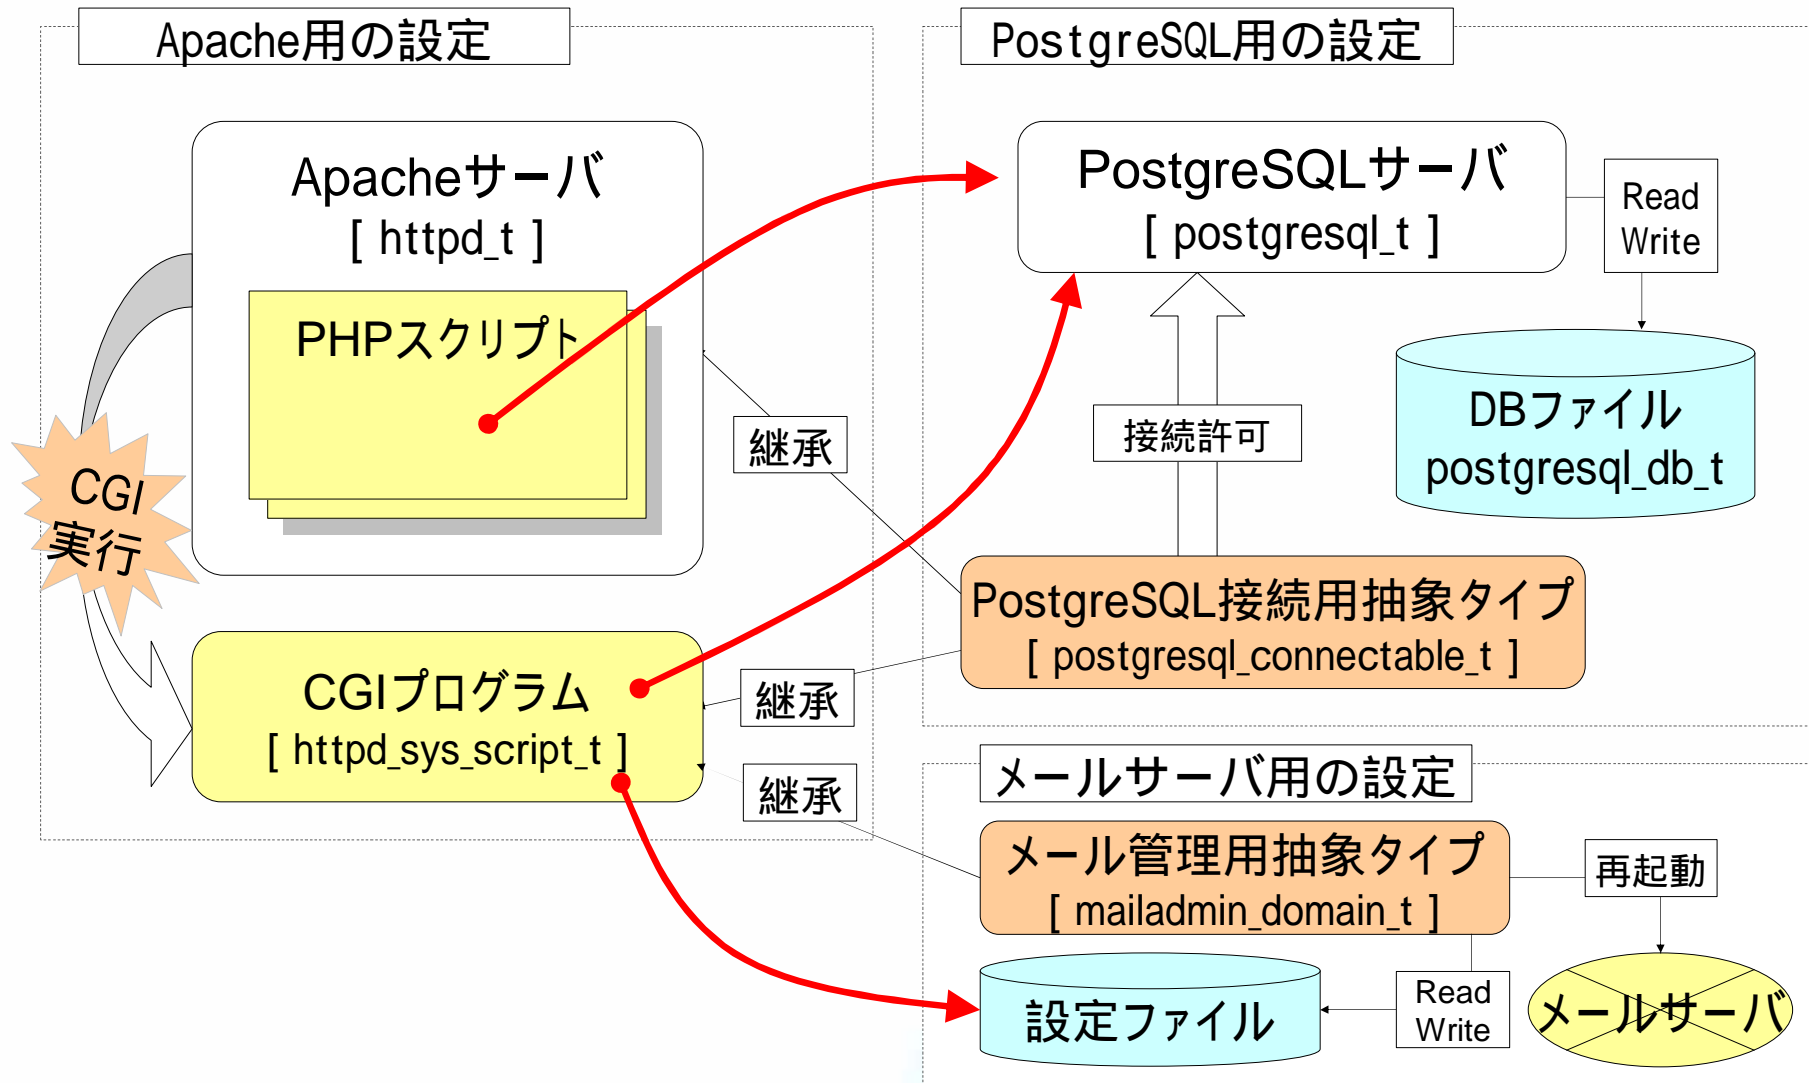 Apache用の設定
Apacheサーバ
[ httpd_t ]
PHPスクリプト
CGI
実行
CGIプログラム
[ httpd_sys_script_t ]
継承
継承
継承
PostgreSQL用の設定
PostgreSQLサーバ
[ postgresql_t ]
Read
Write
接続許可
DBファイル
postgresql_db_t
PostgreSQL接続用抽象タイプ
[ postgresql_connectable_t ]
メールサーバ用の設定
メール管理用抽象タイプ
[ mailadmin_domain_t ]
再起動
設定ファイル
Read
Write
メールサーバ